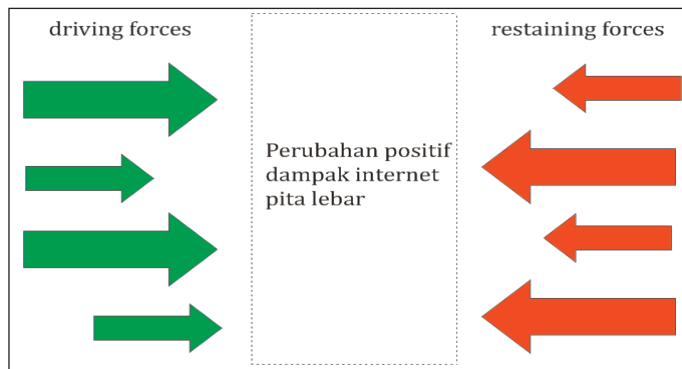 driving forces
restaining forces
Perubahan positif
dampak internet
pita lebar